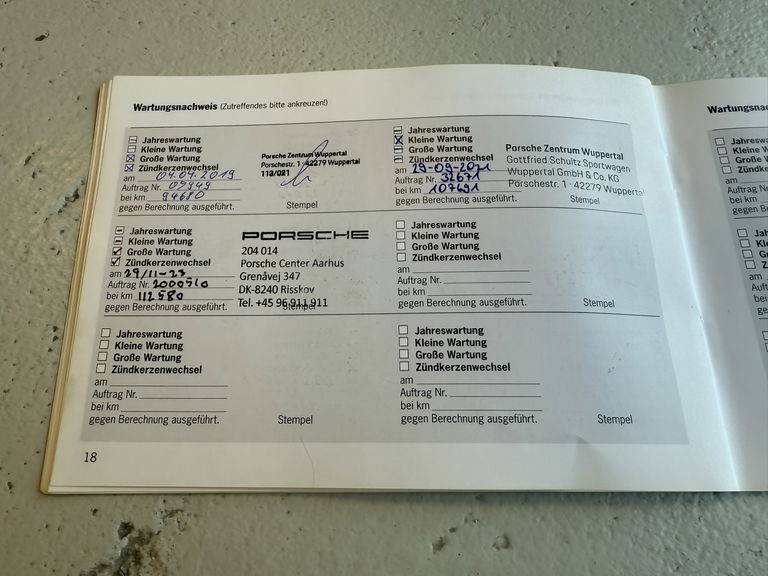 Wartungsnachweis (Zutreffendes bitte ankreuzen!)
Jahreswartung
Kleine Wartung
Große Wartung
Zündkerzenwechsel
am 04.04.2019
Auftrag Nr. 09949
bei km 94680
gegen Berechnung ausgeführt.
Porsche Zentrum Wuppertal
Porschestr. 1 · 42279 Wuppertal
113/021
Stempel
Jahreswartung
Kleine Wartung
Große Wartung
Zündkerzenwechsel
am 29-09-2021
Auftrag Nr. 32671
bei km 107691
gegen Berechnung ausgeführt.
Porsche Zentrum Wuppertal
Gottfried Schultz Sportwagen
Wuppertal GmbH & Co. KG
Porschestr. 1 · 42279 Wuppertal
Stempel
Jahreswartung
Kleine Wartung
Große Wartung
Zündkerzenwechsel
am 29/11-23
Auftrag Nr. 2000510
bei km 112580
gegen Berechnung ausgeführt.
PORSCHE
204 014
Porsche Center Aarhus
Grenåvej 347
DK-8240 Risskov
Tel. +45 96 911 911
Stempel
Jahreswartung
Kleine Wartung
Große Wartung
Zündkerzenwechsel
am
Auftrag Nr.
bei km
gegen Berechnung ausgeführt.
Stempel
Jahreswartung
Kleine Wartung
Große Wartung
Zündkerzenwechsel
am
Auftrag Nr.
bei km
gegen Berechnung ausgeführt.
Stempel
Jahreswartung
Kleine Wartung
Große Wartung
Zündkerzenwechsel
am
Auftrag Nr.
bei km
gegen Berechnung ausgeführt.
Stempel
18